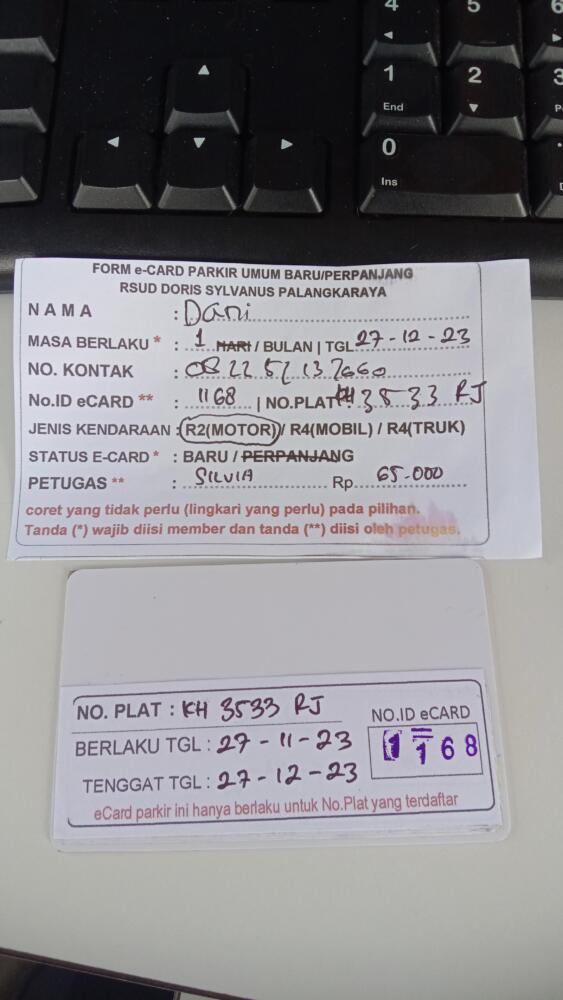 4 5 6
1 2 3
End
0
Ins
FORM e-CARD PARKIR UMUM BARU/PERPANJANG
RSUD DORIS SYLVANUS PALANGKARAYA
NAMA : Dani
MASA BERLAKU * : 1 HARI / BULAN | TGL 27-12-23
NO. KONTAK :
No.ID eCARD ** : 1168 | NO.PLAT KH 3533 RJ
JENIS KENDARAAN : R2(MOTOR) / R4(MOBIL) / R4(TRUK)
STATUS E-CARD * : BARU / PERPANJANG
PETUGAS ** : SILVIA Rp 65.000
coret yang tidak perlu (lingkari yang perlu) pada pilihan.
Tanda (*) wajib diisi member dan tanda (**) diisi oleh petugas.
NO. PLAT : KH 3533 RJ
NO.ID eCARD
1168
BERLAKU TGL : 27-11-23
TENGGAT TGL : 27-12-23
eCard parkir ini hanya berlaku untuk No.Plat yang terdaftar